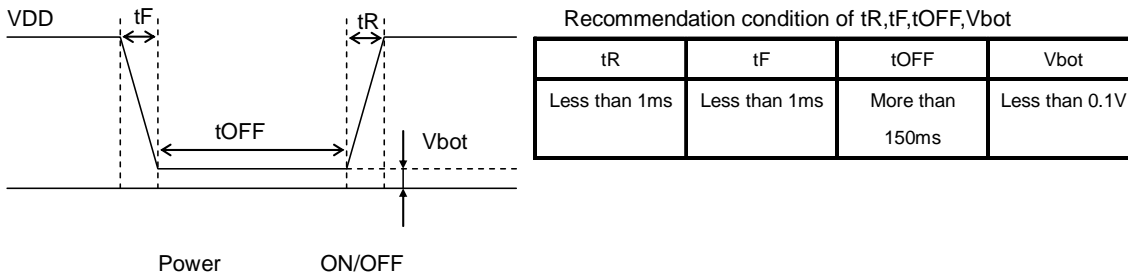 VDD
tF
tR
tOFF
Vbot
Power ON/OFF
Recommendation condition of tR,tF,tOFF,Vbot
tR tF tOFF Vbot
Less than 1ms Less than 1ms More than 150ms Less than 0.1V